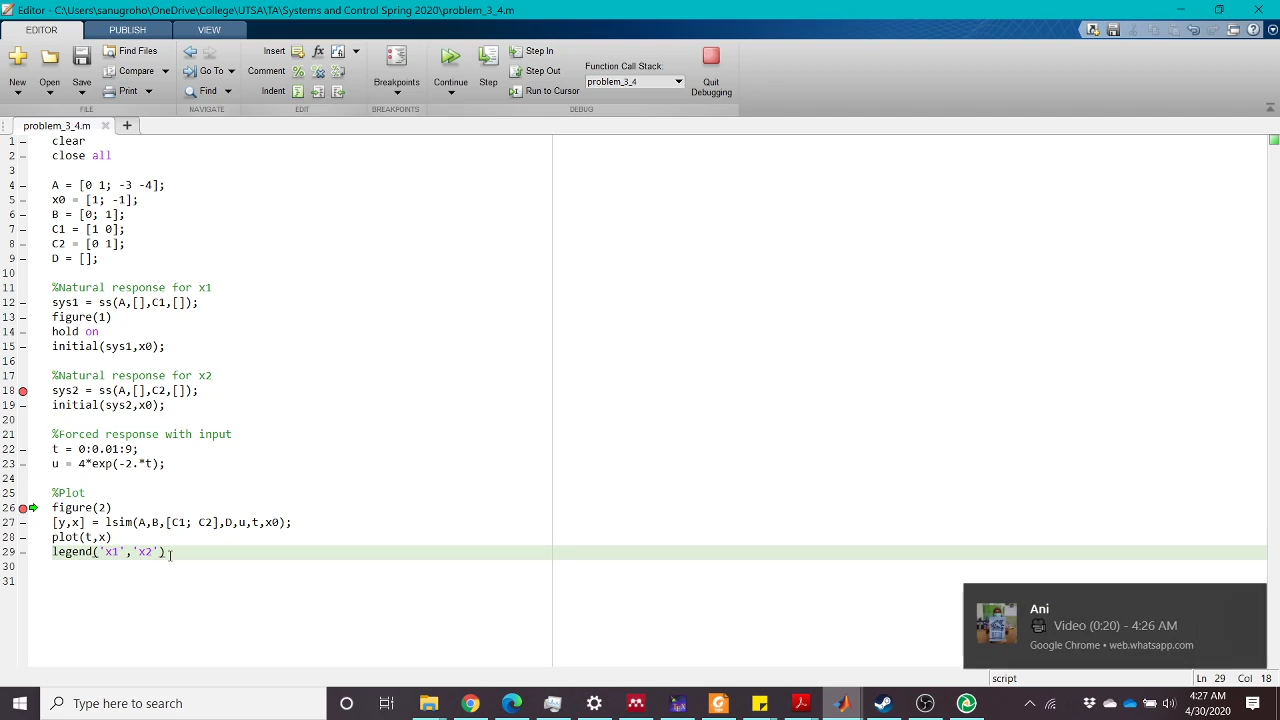 Editor - C:\Users\sanugroho\OneDrive\College\UTSA\TA\Systems and Control Spring 2020\problem_3_4.m
EDITOR PUBLISH VIEW
New Open Save Find Files Compare Print
Go To Find
Insert fx Comment Indent
Breakpoints
Continue Step Step In Step Out Run to Cursor
Function Call Stack:
problem_3_4
Quit Debugging
FILE NAVIGATE EDIT BREAKPOINTS DEBUG
problem_3_4.m
1 clear
2 close all
3
4 A = [0 1; -3 -4];
5 x0 = [1; -1];
6 B = [0; 1];
7 C1 = [1 0];
8 C2 = [0 1];
9 D = [];
10
11 %Natural response for x1
12 sys1 = ss(A,[],C1,[]);
13 figure(1)
14 hold on
15 initial(sys1,x0);
16
17 %Natural response for x2
18 sys2 = ss(A,[],C2,[]);
19 initial(sys2,x0);
20
21 %Forced response with input
22 t = 0:0.01:9;
23 u = 4*exp(-2.*t);
24
25 %Plot
26 figure(2)
27 [y,x] = lsim(A,B,[C1; C2],D,u,t,x0);
28 plot(t,x)
29 legend('x1','x2')
30
31
Ani
Video (0:20) - 4:26 AM
Google Chrome • web.whatsapp.com
script Ln 29 Col 18
Type here to search
4:27 AM
4/30/2020